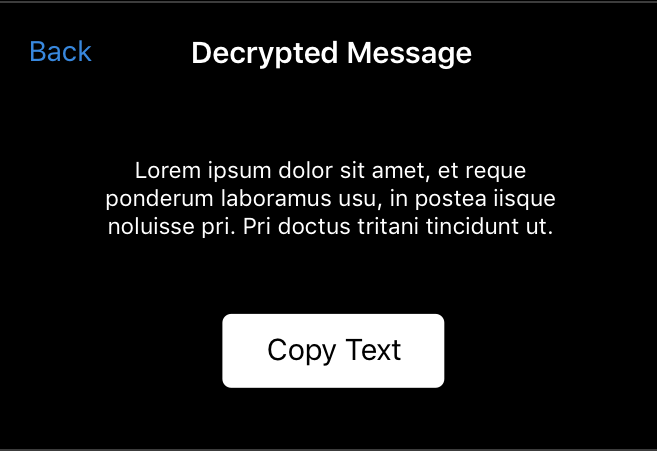 Back
Decrypted Message
Lorem ipsum dolor sit amet, et reque
ponderum laboramus usu, in postea iisque
noluisse pri. Pri doctus tritani tincidunt ut.
Copy Text